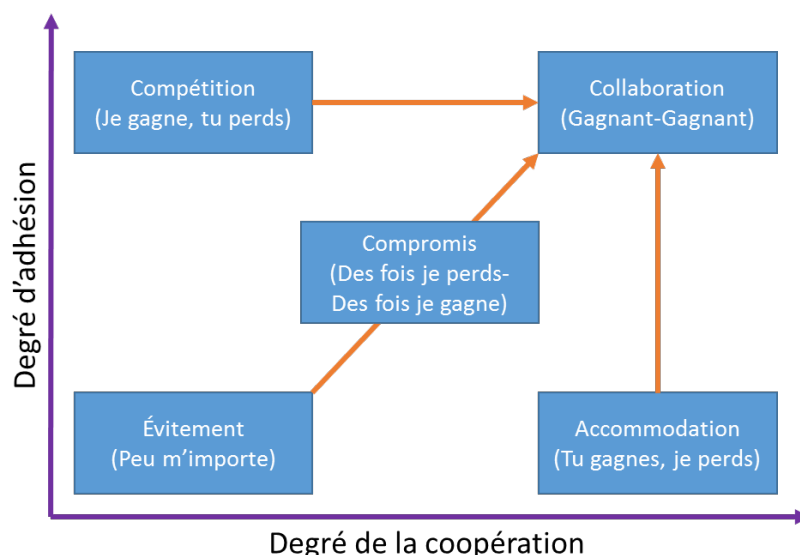 Degré d’adhésion
Compétition
(Je gagne, tu perds)
Collaboration
(Gagnant-Gagnant)
Compromis
(Des fois je perds-
Des fois je gagne)
Évitement
(Peu m’importe)
Accommodation
(Tu gagnes, je perds)
Degré de la coopération